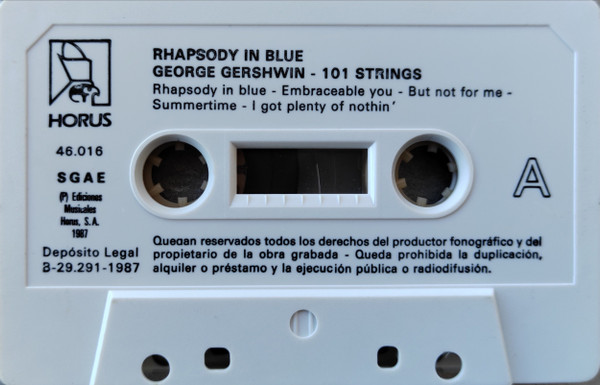 RHAPSODY IN BLUE
GEORGE GERSHWIN - 101 STRINGS
Rhapsody in blue - Embraceable you - But not for me -
Summertime - I got plenty of nothin'
HORUS
46.016
SGAE
(P) Ediciones
Musicales
Horus, S. A.
1987
Depósito Legal
B-29.291-1987
A
Quedan reservados todos los derechos del productor fonográfico y del
propietario de la obra grabada - Queda prohibida la duplicación,
alquiler o préstamo y la ejecución pública o radiodifusión.